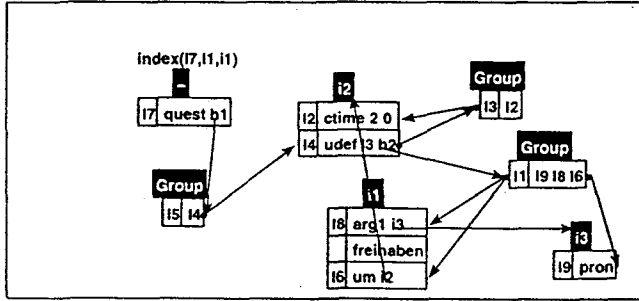 index(l7,l1,i1)
–
l7 quest b1
Group
l5 l4
i2
l2 ctime 2 0
l4 udef l3 b2
Group
l3 l2
Group
l1 l9 l8 l6
i1
l8 arg1 i3
freihaben
l6 um i2
i3
l9 pron